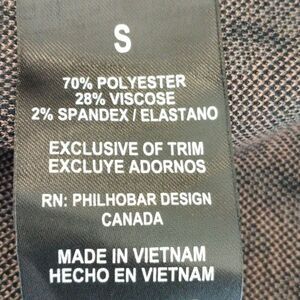 S
70% POLYESTER
28% VISCOSE
2% SPANDEX / ELASTANO
EXCLUSIVE OF TRIM
EXCLUYE ADORNOS
RN: PHILHOBAR DESIGN
CANADA
MADE IN VIETNAM
HECHO EN VIETNAM